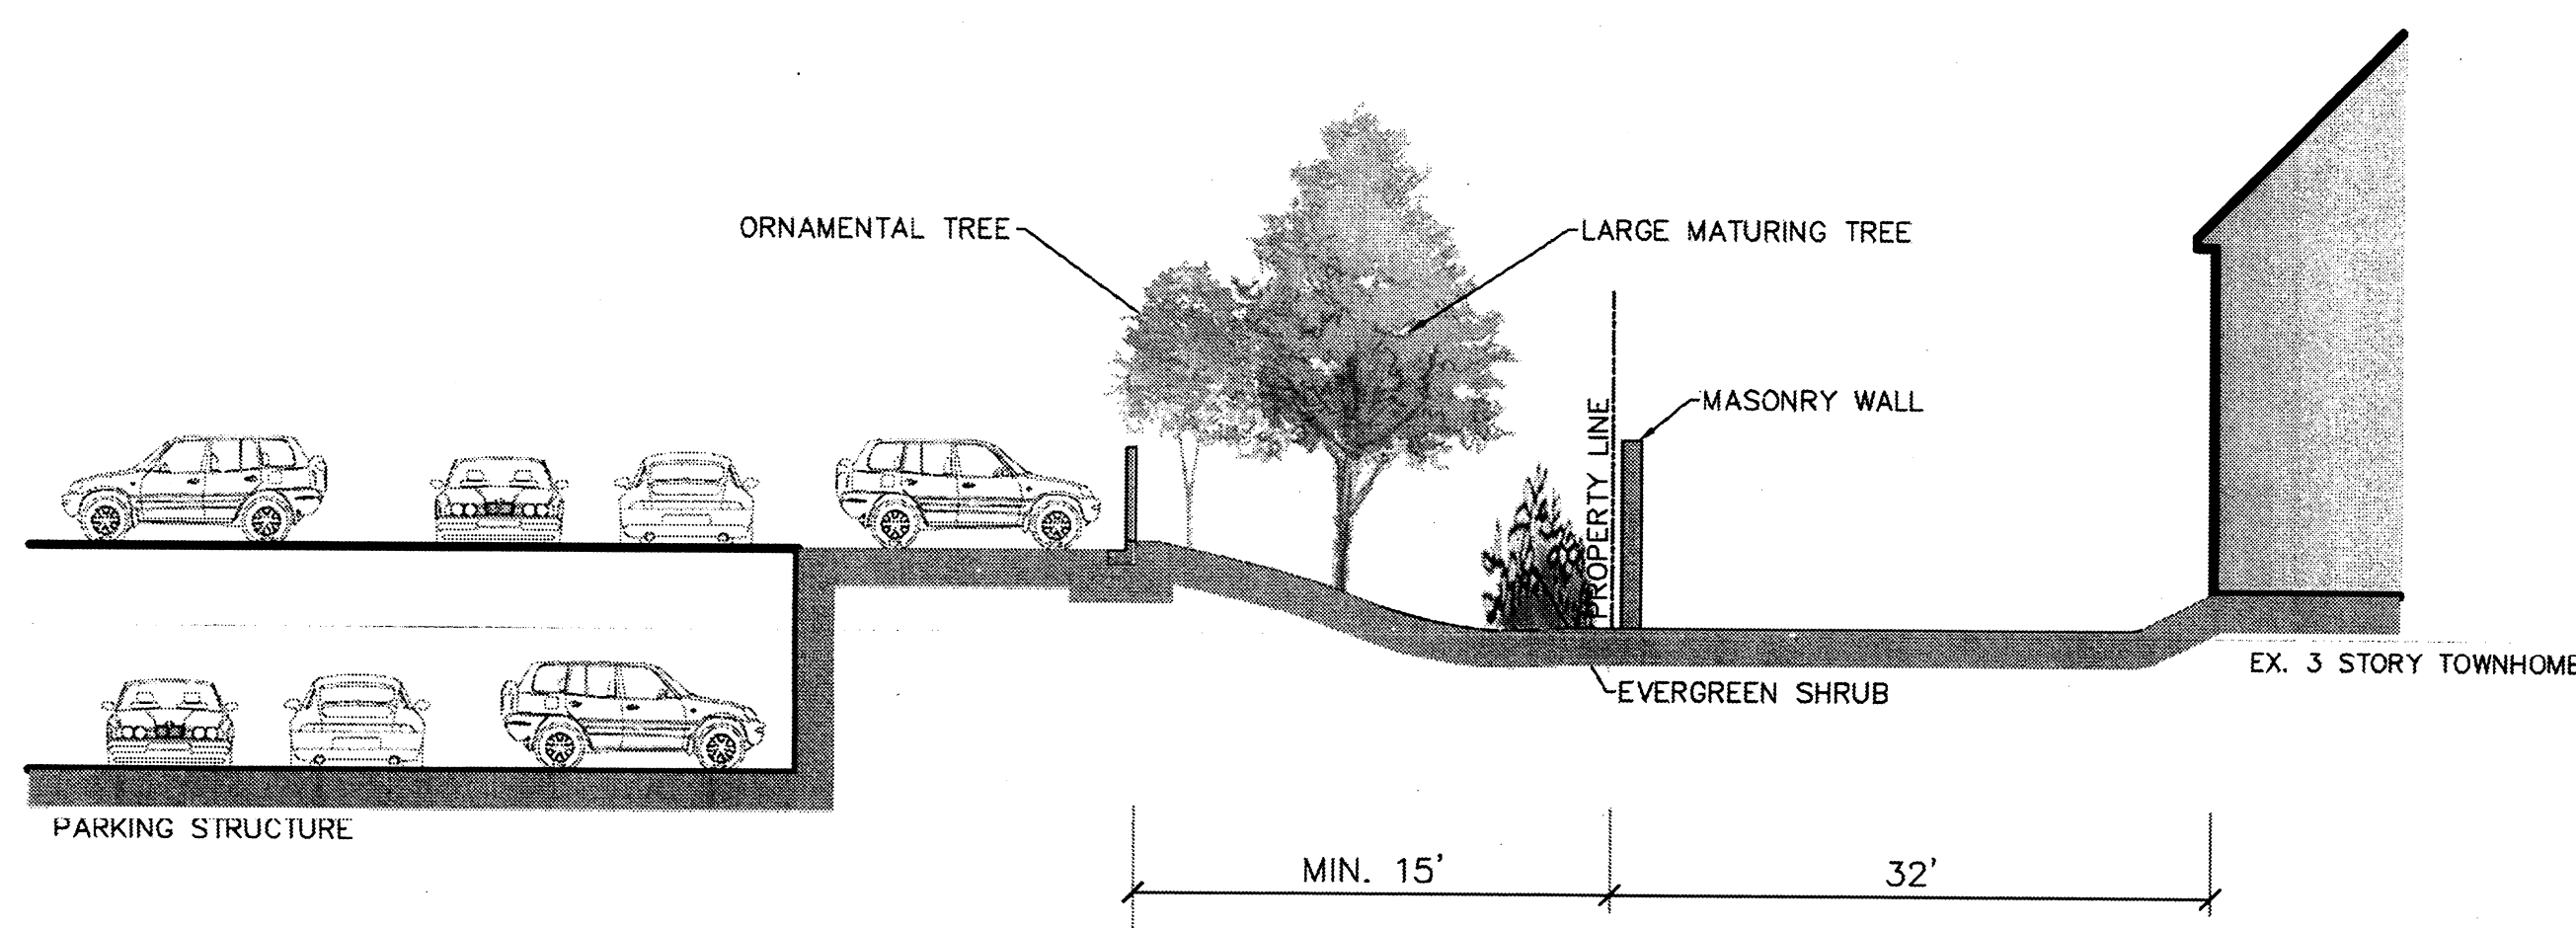 ORNAMENTAL TREE
LARGE MATURING TREE
MASONRY WALL
PROPERTY LINE
EX. 3 STORY TOWNHOME
EVERGREEN SHRUB
PARKING STRUCTURE
MIN. 15'
32'